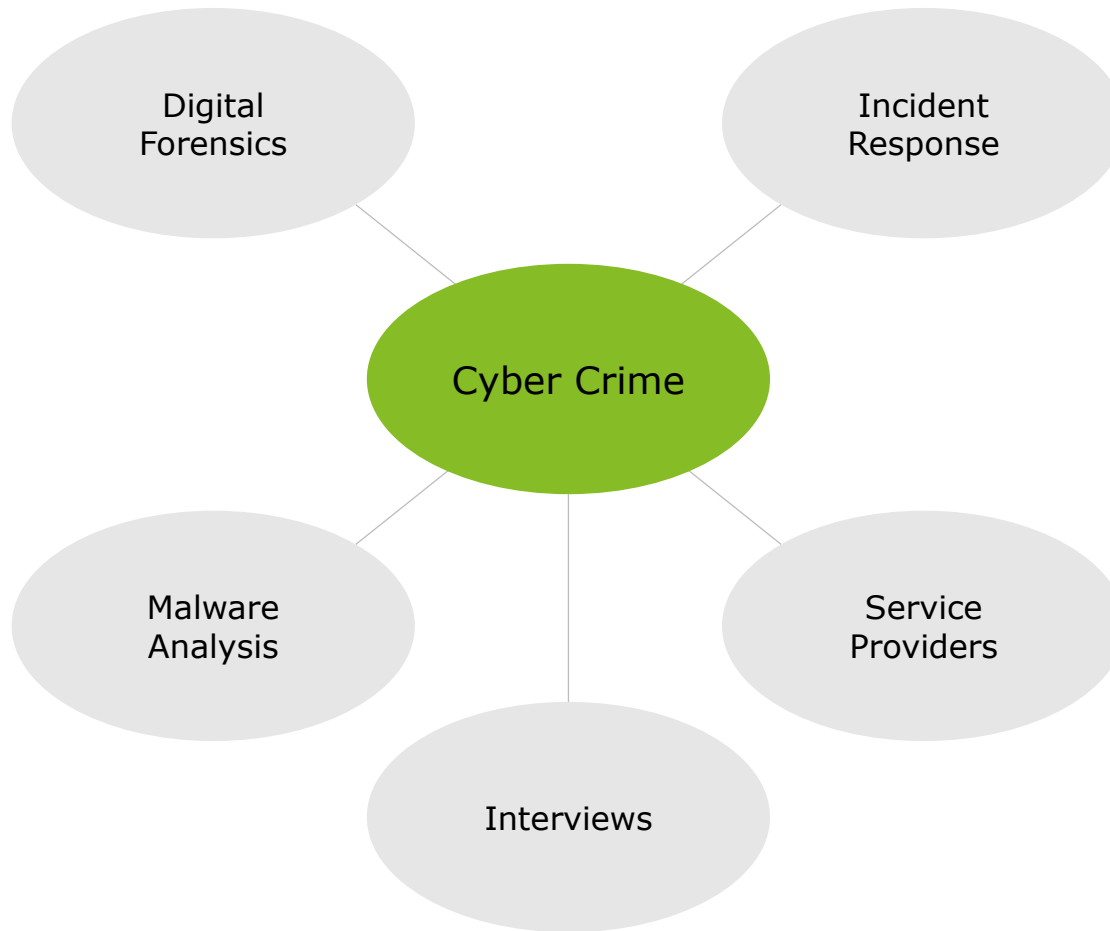 Digital
Forensics
Incident
Response
Cyber Crime
Malware
Analysis
Service
Providers
Interviews